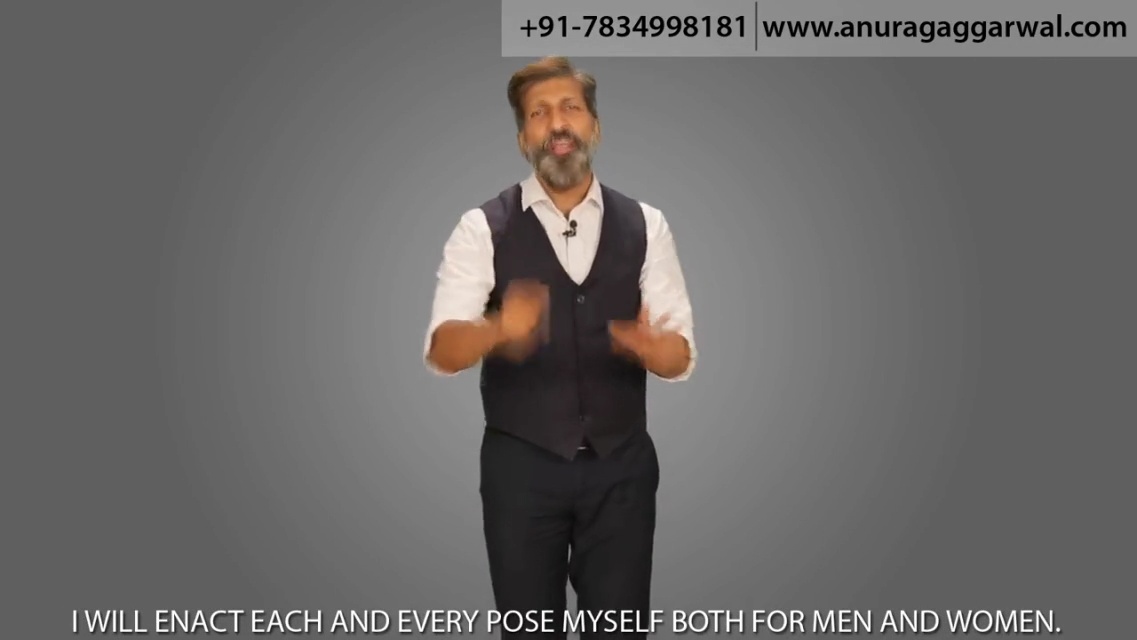 +91-7834998181 | www.anuragaggarwal.com
I WILL ENACT EACH AND EVERY POSE MYSELF BOTH FOR MEN AND WOMEN.